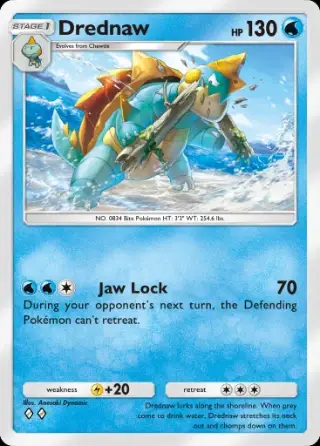 STAGE 1
Drednaw
HP 130
Evolves from Chewtle
NO. 0834 Bite Pokémon HT: 3'3" WT: 254.6 lbs.
Jaw Lock 70
During your opponent's next turn, the Defending
Pokémon can't retreat.
weakness +20 retreat
Illus. Anesaki Dynamic
Drednaw lurks along the shoreline. When prey
come to drink water, Drednaw stretches its neck
out and chomps down on them.